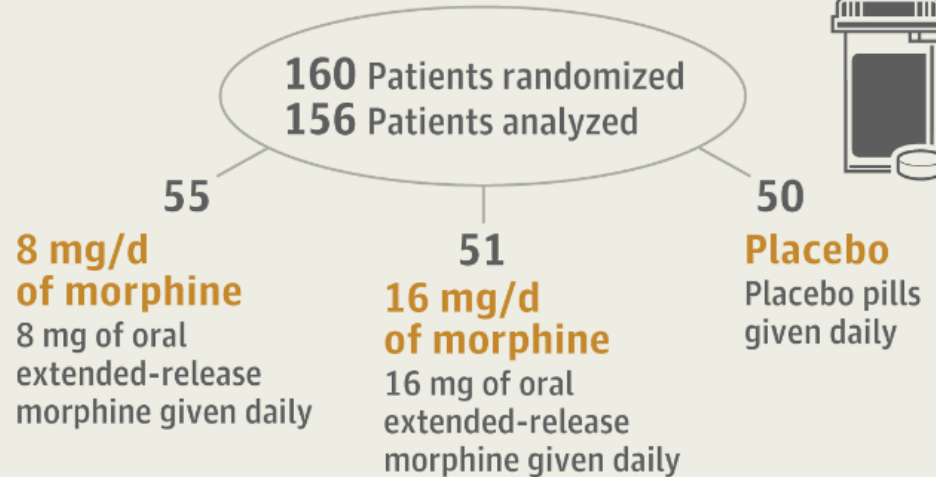 160 Patients randomized
156 Patients analyzed
55
8 mg/d
of morphine
8 mg of oral
extended-release
morphine given daily
51
16 mg/d
of morphine
16 mg of oral
extended-release
morphine given daily
50
Placebo
Placebo pills
given daily